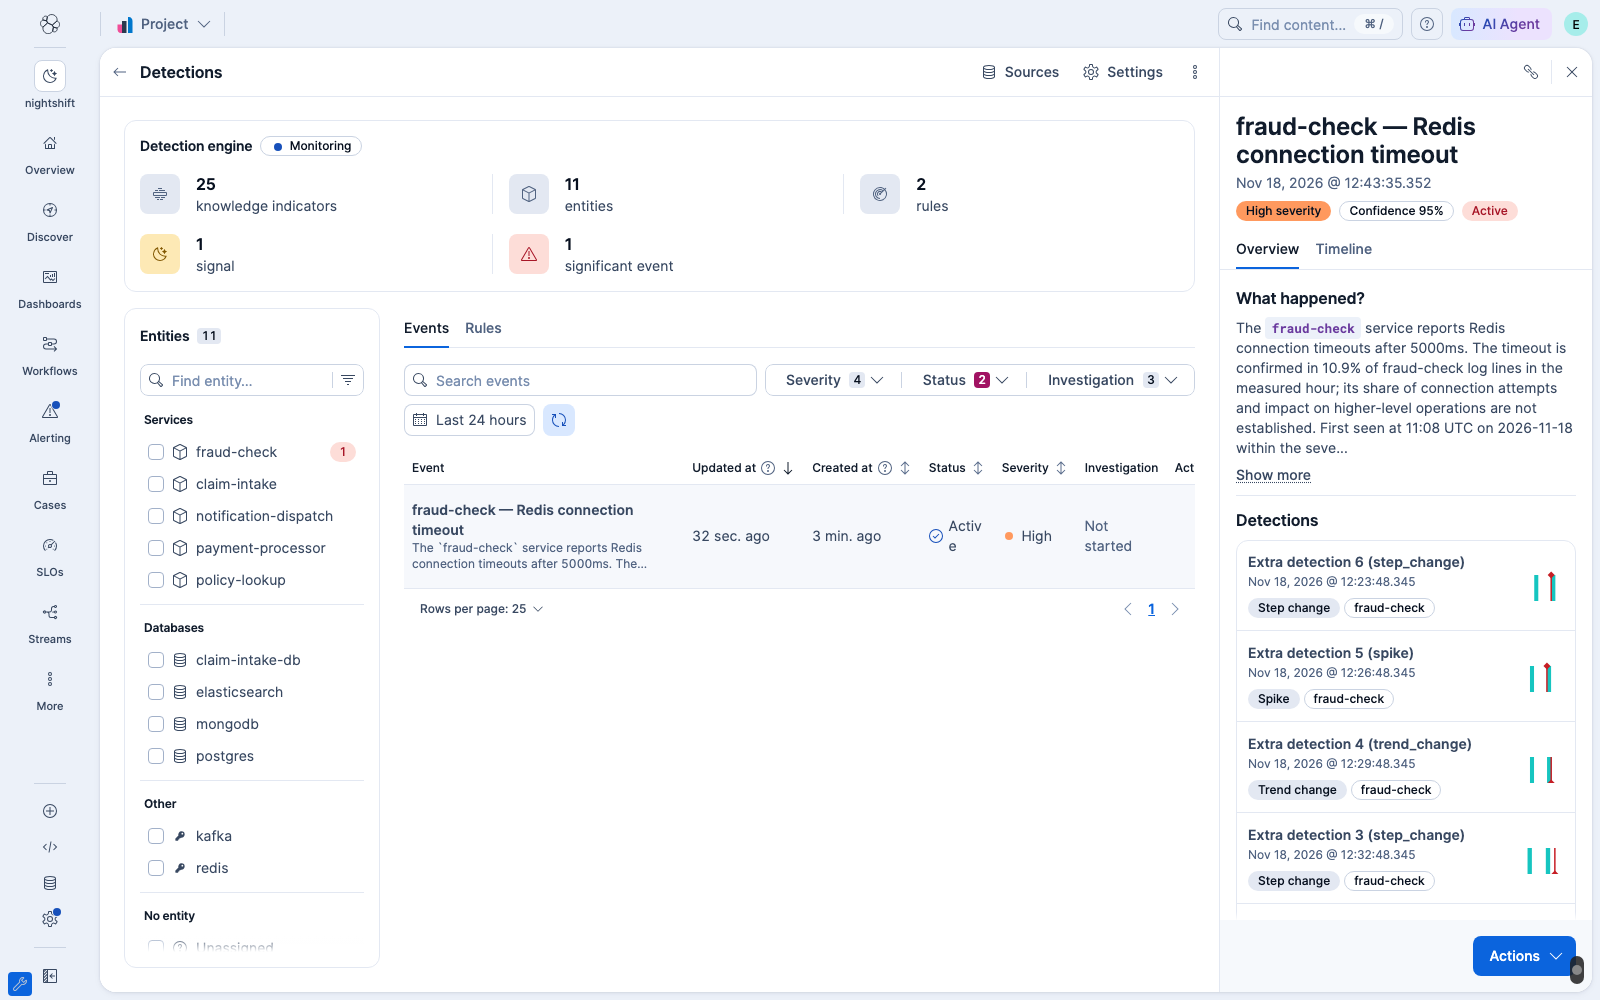 Project
Find content...
⌘ /
AI Agent
E
nightshift
Overview
Discover
Dashboards
Workflows
Alerting
Cases
SLOs
Streams
More
Detections
Sources
Settings
Detection engine
Monitoring
25
knowledge indicators
11
entities
2
rules
1
signal
1
significant event
Entities 11
Find entity...
Services
fraud-check
1
claim-intake
notification-dispatch
payment-processor
policy-lookup
Databases
claim-intake-db
elasticsearch
mongodb
postgres
Other
kafka
redis
No entity
Unassigned
Events
Rules
Search events
Severity 4
Status 2
Investigation 3
Last 24 hours
Event
Updated at
Created at
Status
Severity
Investigation
Act
fraud-check — Redis connection
timeout
The `fraud-check` service reports Redis
connection timeouts after 5000ms. The...
32 sec. ago
3 min. ago
Activ
e
High
Not
started
Rows per page: 25
1
fraud-check — Redis
connection timeout
Nov 18, 2026 @ 12:43:35.352
High severity
Confidence 95%
Active
Overview
Timeline
What happened?
The fraud-check service reports Redis
connection timeouts after 5000ms. The timeout is
confirmed in 10.9% of fraud-check log lines in the
measured hour; its share of connection attempts
and impact on higher-level operations are not
established. First seen at 11:08 UTC on 2026-11-18
within the seve...
Show more
Detections
Extra detection 6 (step_change)
Nov 18, 2026 @ 12:23:48.345
Step change
fraud-check
Extra detection 5 (spike)
Nov 18, 2026 @ 12:26:48.345
Spike
fraud-check
Extra detection 4 (trend_change)
Nov 18, 2026 @ 12:29:48.345
Trend change
fraud-check
Extra detection 3 (step_change)
Nov 18, 2026 @ 12:32:48.345
Step change
fraud-check
Actions